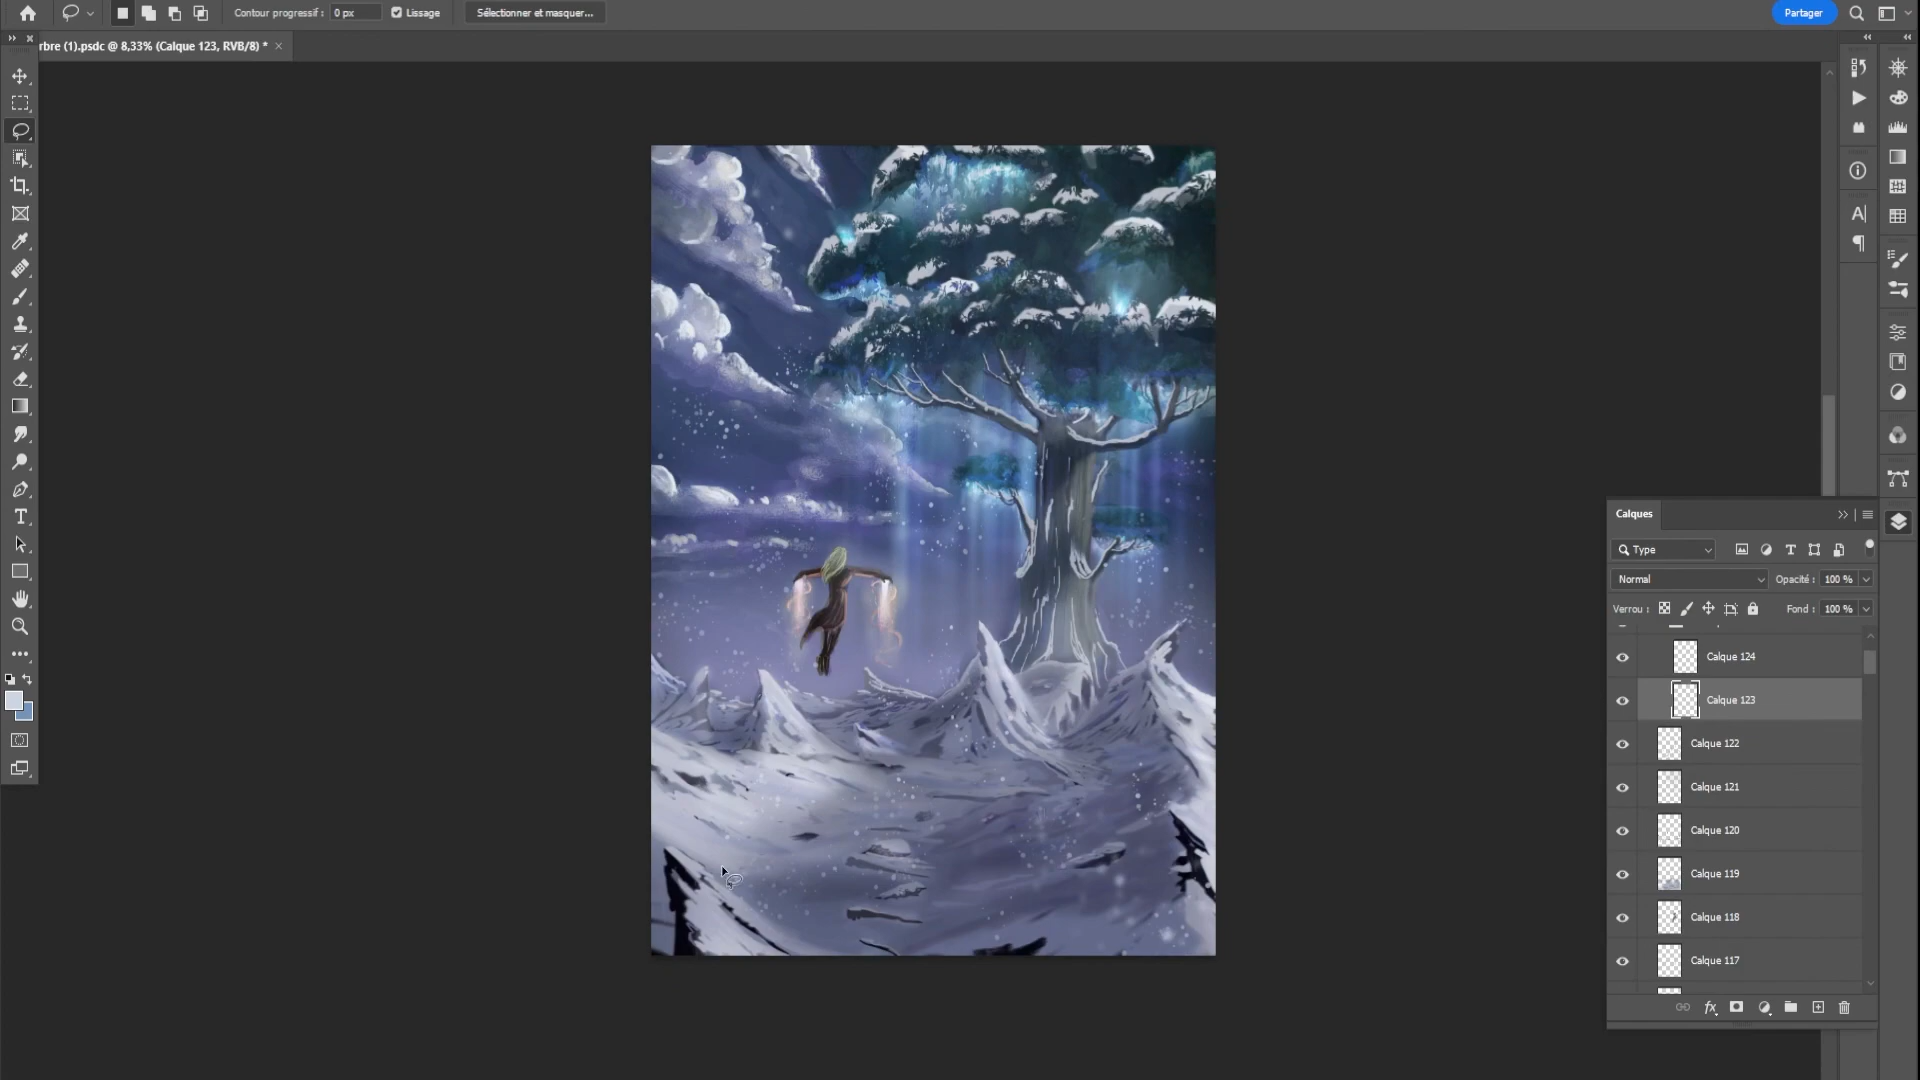 Contour progressif : 0 px Lissage Sélectionner et masquer... Partager
rbre (1).psdc @ 8,33% (Calque 123, RVB/8) *
Calques
Type
Normal Opacité : 100 %
Verrou : Fond : 100 %
Calque 124
Calque 123
Calque 122
Calque 121
Calque 120
Calque 119
Calque 118
Calque 117